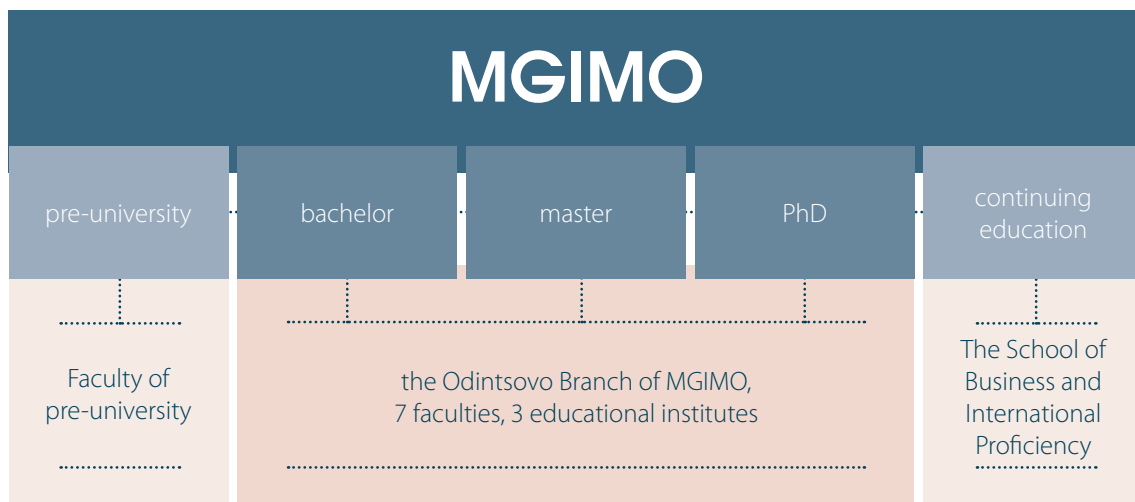 MGIMO
pre-university
bachelor
master
PhD
continuing
education
Faculty of
pre-university
the Odintsovo Branch of MGIMO,
7 faculties, 3 educational institutes
The School of
Business and
International
Proficiency